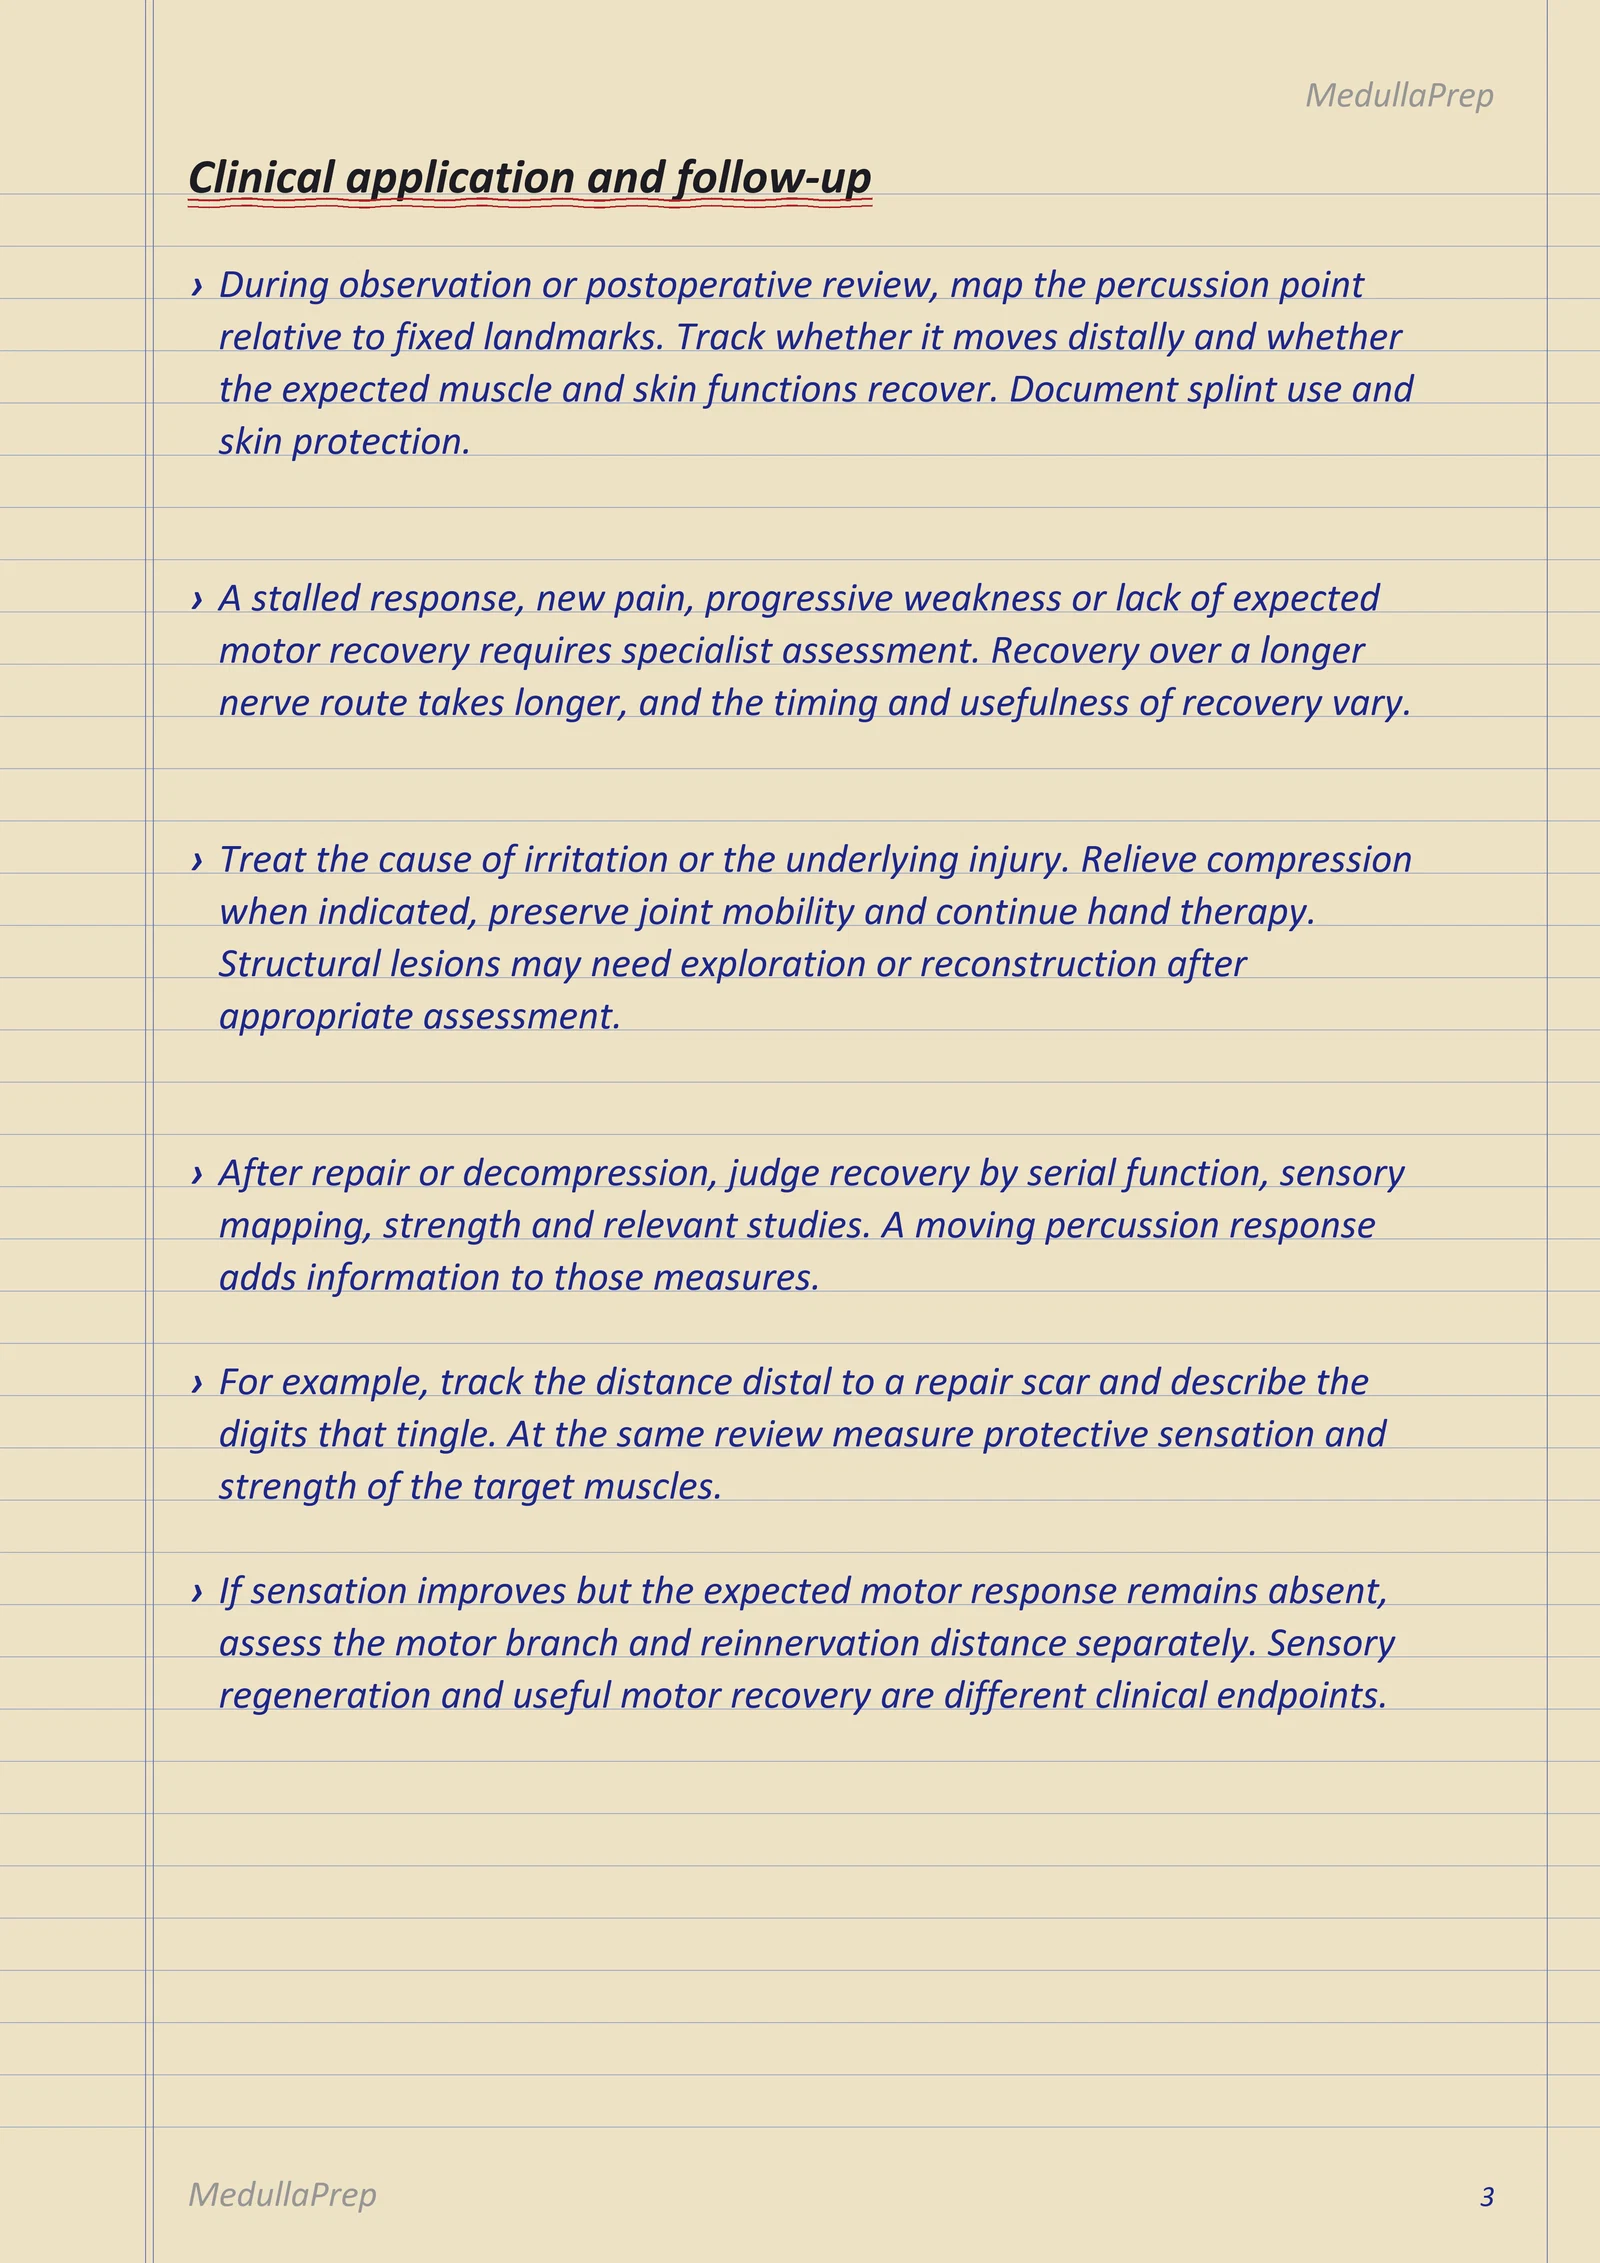 MedullaPrep
Clinical application and follow-up
› During observation or postoperative review, map the percussion point
relative to fixed landmarks. Track whether it moves distally and whether
the expected muscle and skin functions recover. Document splint use and
skin protection.
› A stalled response, new pain, progressive weakness or lack of expected
motor recovery requires specialist assessment. Recovery over a longer
nerve route takes longer, and the timing and usefulness of recovery vary.
› Treat the cause of irritation or the underlying injury. Relieve compression
when indicated, preserve joint mobility and continue hand therapy.
Structural lesions may need exploration or reconstruction after
appropriate assessment.
› After repair or decompression, judge recovery by serial function, sensory
mapping, strength and relevant studies. A moving percussion response
adds information to those measures.
› For example, track the distance distal to a repair scar and describe the
digits that tingle. At the same review measure protective sensation and
strength of the target muscles.
› If sensation improves but the expected motor response remains absent,
assess the motor branch and reinnervation distance separately. Sensory
regeneration and useful motor recovery are different clinical endpoints.
MedullaPrep
3